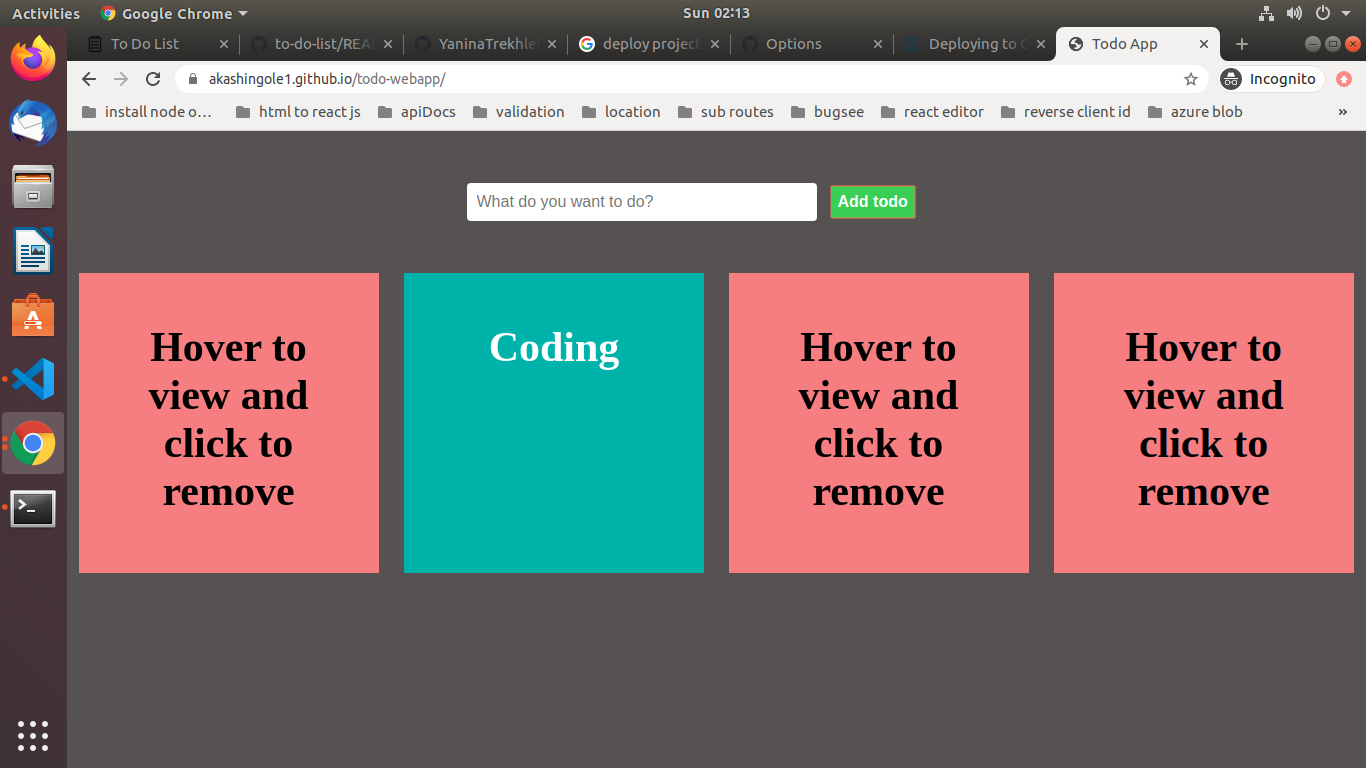 Activities Google Chrome Sun 02:13
To Do List to-do-list/REA YaninaTrekhle deploy project Options Deploying to Todo App
akashingole1.github.io/todo-webapp/ Incognito
install node o… html to react js apiDocs validation location sub routes bugsee react editor reverse client id azure blob »
What do you want to do? Add todo
Hover to
view and
click to
remove
Coding
Hover to
view and
click to
remove
Hover to
view and
click to
remove